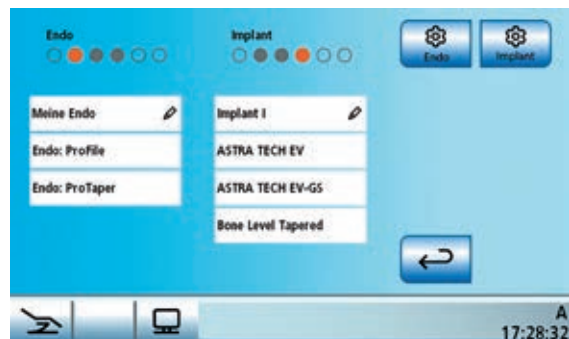 Endo
Implant
Endo
Implant
Meine Endo
Endo: ProFile
Endo: ProTaper
Implant I
ASTRA TECH EV
ASTRA TECH EV-GS
Bone Level Tapered
A
17:28:32